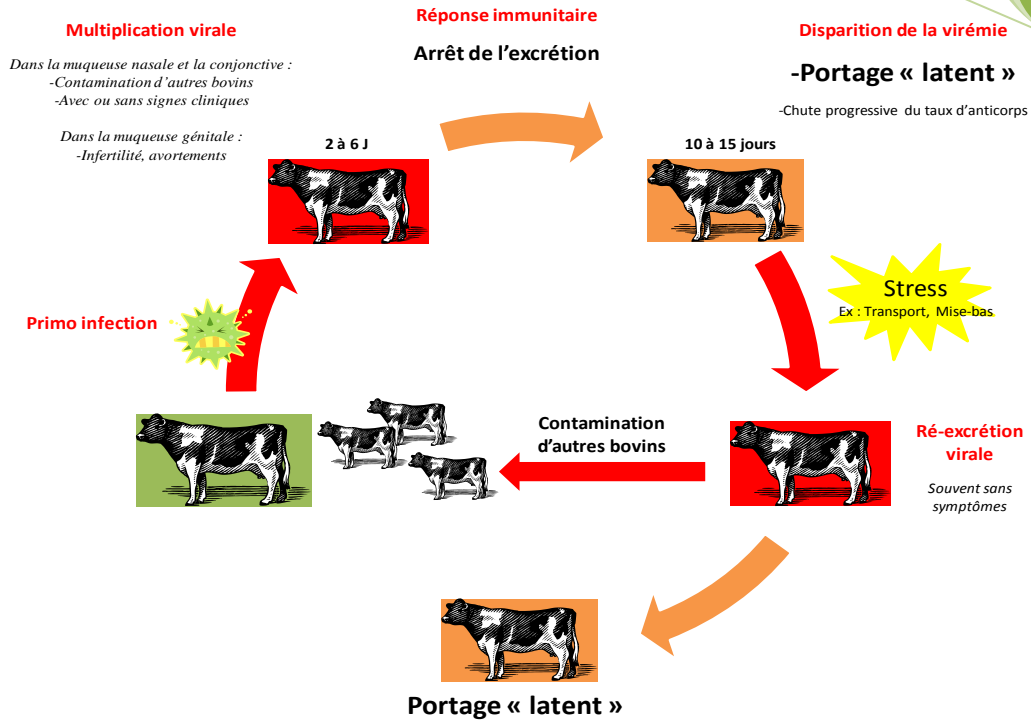 Réponse immunitaire
Arrêt de l’excrétion
Multiplication virale
Dans la muqueuse nasale et la conjonctive :
-Contamination d’autres bovins
-Avec ou sans signes cliniques
Dans la muqueuse génitale :
-Infertilité, avortements
Disparition de la virémie
-Portage « latent »
-Chute progressive du taux d’anticorps
2 à 6 J
10 à 15 jours
Stress
Ex : Transport, Mise-bas
Primo infection
Contamination
d’autres bovins
Ré-excrétion
virale
Souvent sans
symptômes
Portage « latent »